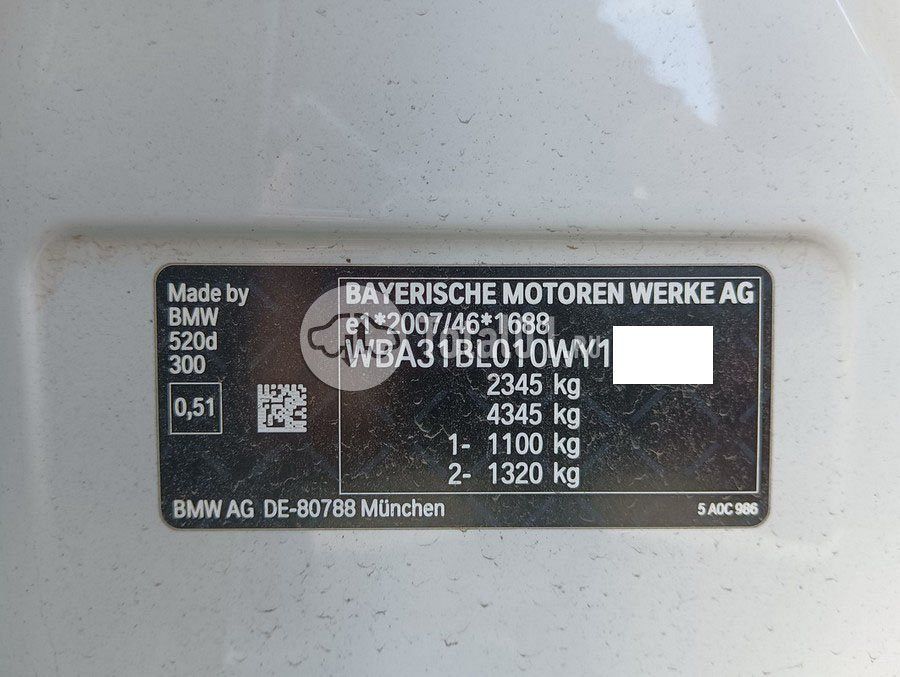 Made by
BMW
520d
300
0,51
BAYERISCHE MOTOREN WERKE AG
e1*2007/46*1688
WBA31BL010WY1
2345 kg
4345 kg
1- 1100 kg
2- 1320 kg
BMW AG DE-80788 München
5 A0C 986